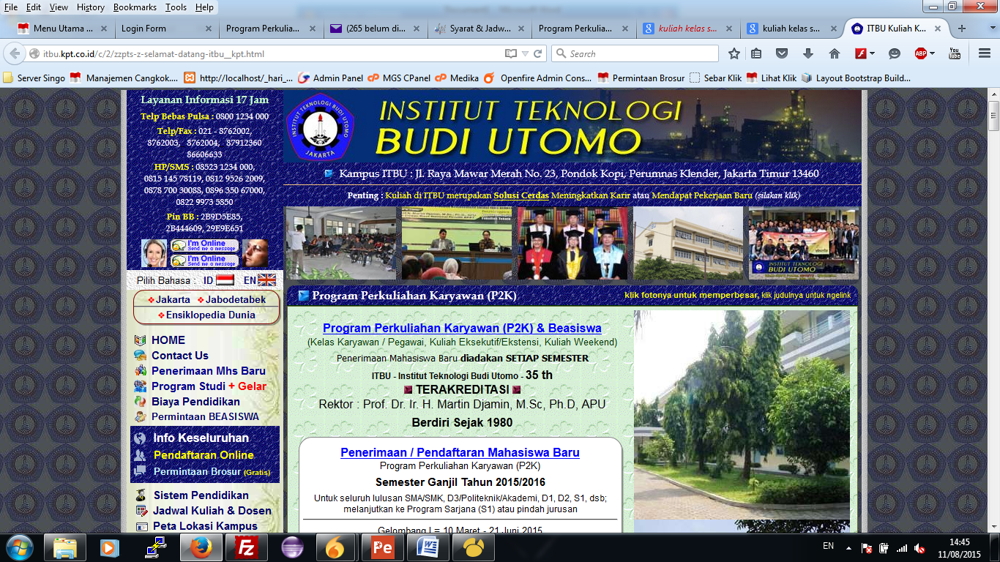 File Edit View History Bookmarks Tools Help
Menu Utama ...
Login Form
Program Perkulia...
(265 belum di...
Syarat & Jadw...
Program Perkulia...
kuliah kelas s...
kuliah kelas s...
ITBU Kuliah K...
itbu.kpt.co.id/c/2/zzpts-z-selamat-datang-itbu__kpt.html
Search
ABP
You Tube
Server Singo
Manajemen Cangkok....
http://localhost/_hari_...
Admin Panel
MGS CPanel
Medika
Openfire Admin Cons...
Permintaan Brosur
Sebar Klik
Lihat Klik
Layout Bootstrap Build...
Layanan Informasi 17 Jam
Telp Bebas Pulsa : 0800 1234 000
Telp/Fax : 021 - 8762002,
8762003, 8762004, 87912360
86606633
HP/SMS : 08523 1234 000,
0815 145 78119, 0812 9526 2009,
0878 700 30088, 0896 350 67000,
0822 9973 5850
Pin BB : 2B9D5E85,
2B444609, 29E9E651
I'm Online
Send me a message
I'm Online
Send me a message
Pilih Bahasa : ID EN
Jakarta Jabodetabek
Ensiklopedia Dunia
HOME
Contact Us
Penerimaan Mhs Baru
Program Studi + Gelar
Biaya Pendidikan
Permintaan BEASISWA
Info Keseluruhan
Pendaftaran Online
Permintaan Brosur (Gratis)
Sistem Pendidikan
Jadwal Kuliah & Dosen
Peta Lokasi Kampus
INSTITUT TEKNOLOGI BUDI UTOMO
JAKARTA
INSTITUT TEKNOLOGI
BUDI UTOMO
Kampus ITBU : Jl. Raya Mawar Merah No. 23, Pondok Kopi, Perumnas Klender, Jakarta Timur 13460
Penting : Kuliah di ITBU merupakan Solusi Cerdas Meningkatkan Karir atau Mendapat Pekerjaan Baru (silakan klik)
INSTITUT TEKNOLOGI
BUDI UTOMO
Program Perkuliahan Karyawan (P2K)
klik fotonya untuk memperbesar, klik judulnya untuk ngelink
Program Perkuliahan Karyawan (P2K) & Beasiswa
(Kelas Karyawan / Pegawai, Kuliah Eksekutif/Ekstensi, Kuliah Weekend)
Penerimaan Mahasiswa Baru diadakan SETIAP SEMESTER
ITBU - Institut Teknologi Budi Utomo - 35 th
TERAKREDITASI
Rektor : Prof. Dr. Ir. H. Martin Djamin, M.Sc, Ph.D, APU
Berdiri Sejak 1980
Penerimaan / Pendaftaran Mahasiswa Baru
Program Perkuliahan Karyawan (P2K)
Semester Ganjil Tahun 2015/2016
Untuk seluruh lulusan SMA/SMK, D3/Politeknik/Akademi, D1, D2, S1, dsb;
melanjutkan ke Program Sarjana (S1) atau pindah jurusan
Gelombang I = 10 Maret - 21 Juni 2015
Fz
Pe
W
EN
14:45
11/08/2015